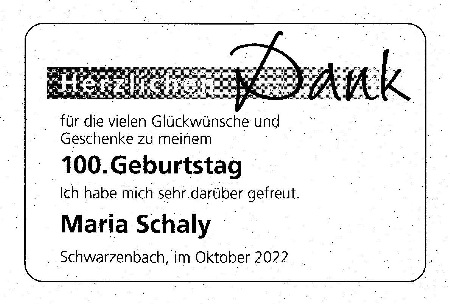 Herzlichen Dank
für die vielen Glückwünsche und
Geschenke zu meinem
100. Geburtstag
Ich habe mich sehr darüber gefreut.
Maria Schaly
Schwarzenbach, im Oktober 2022